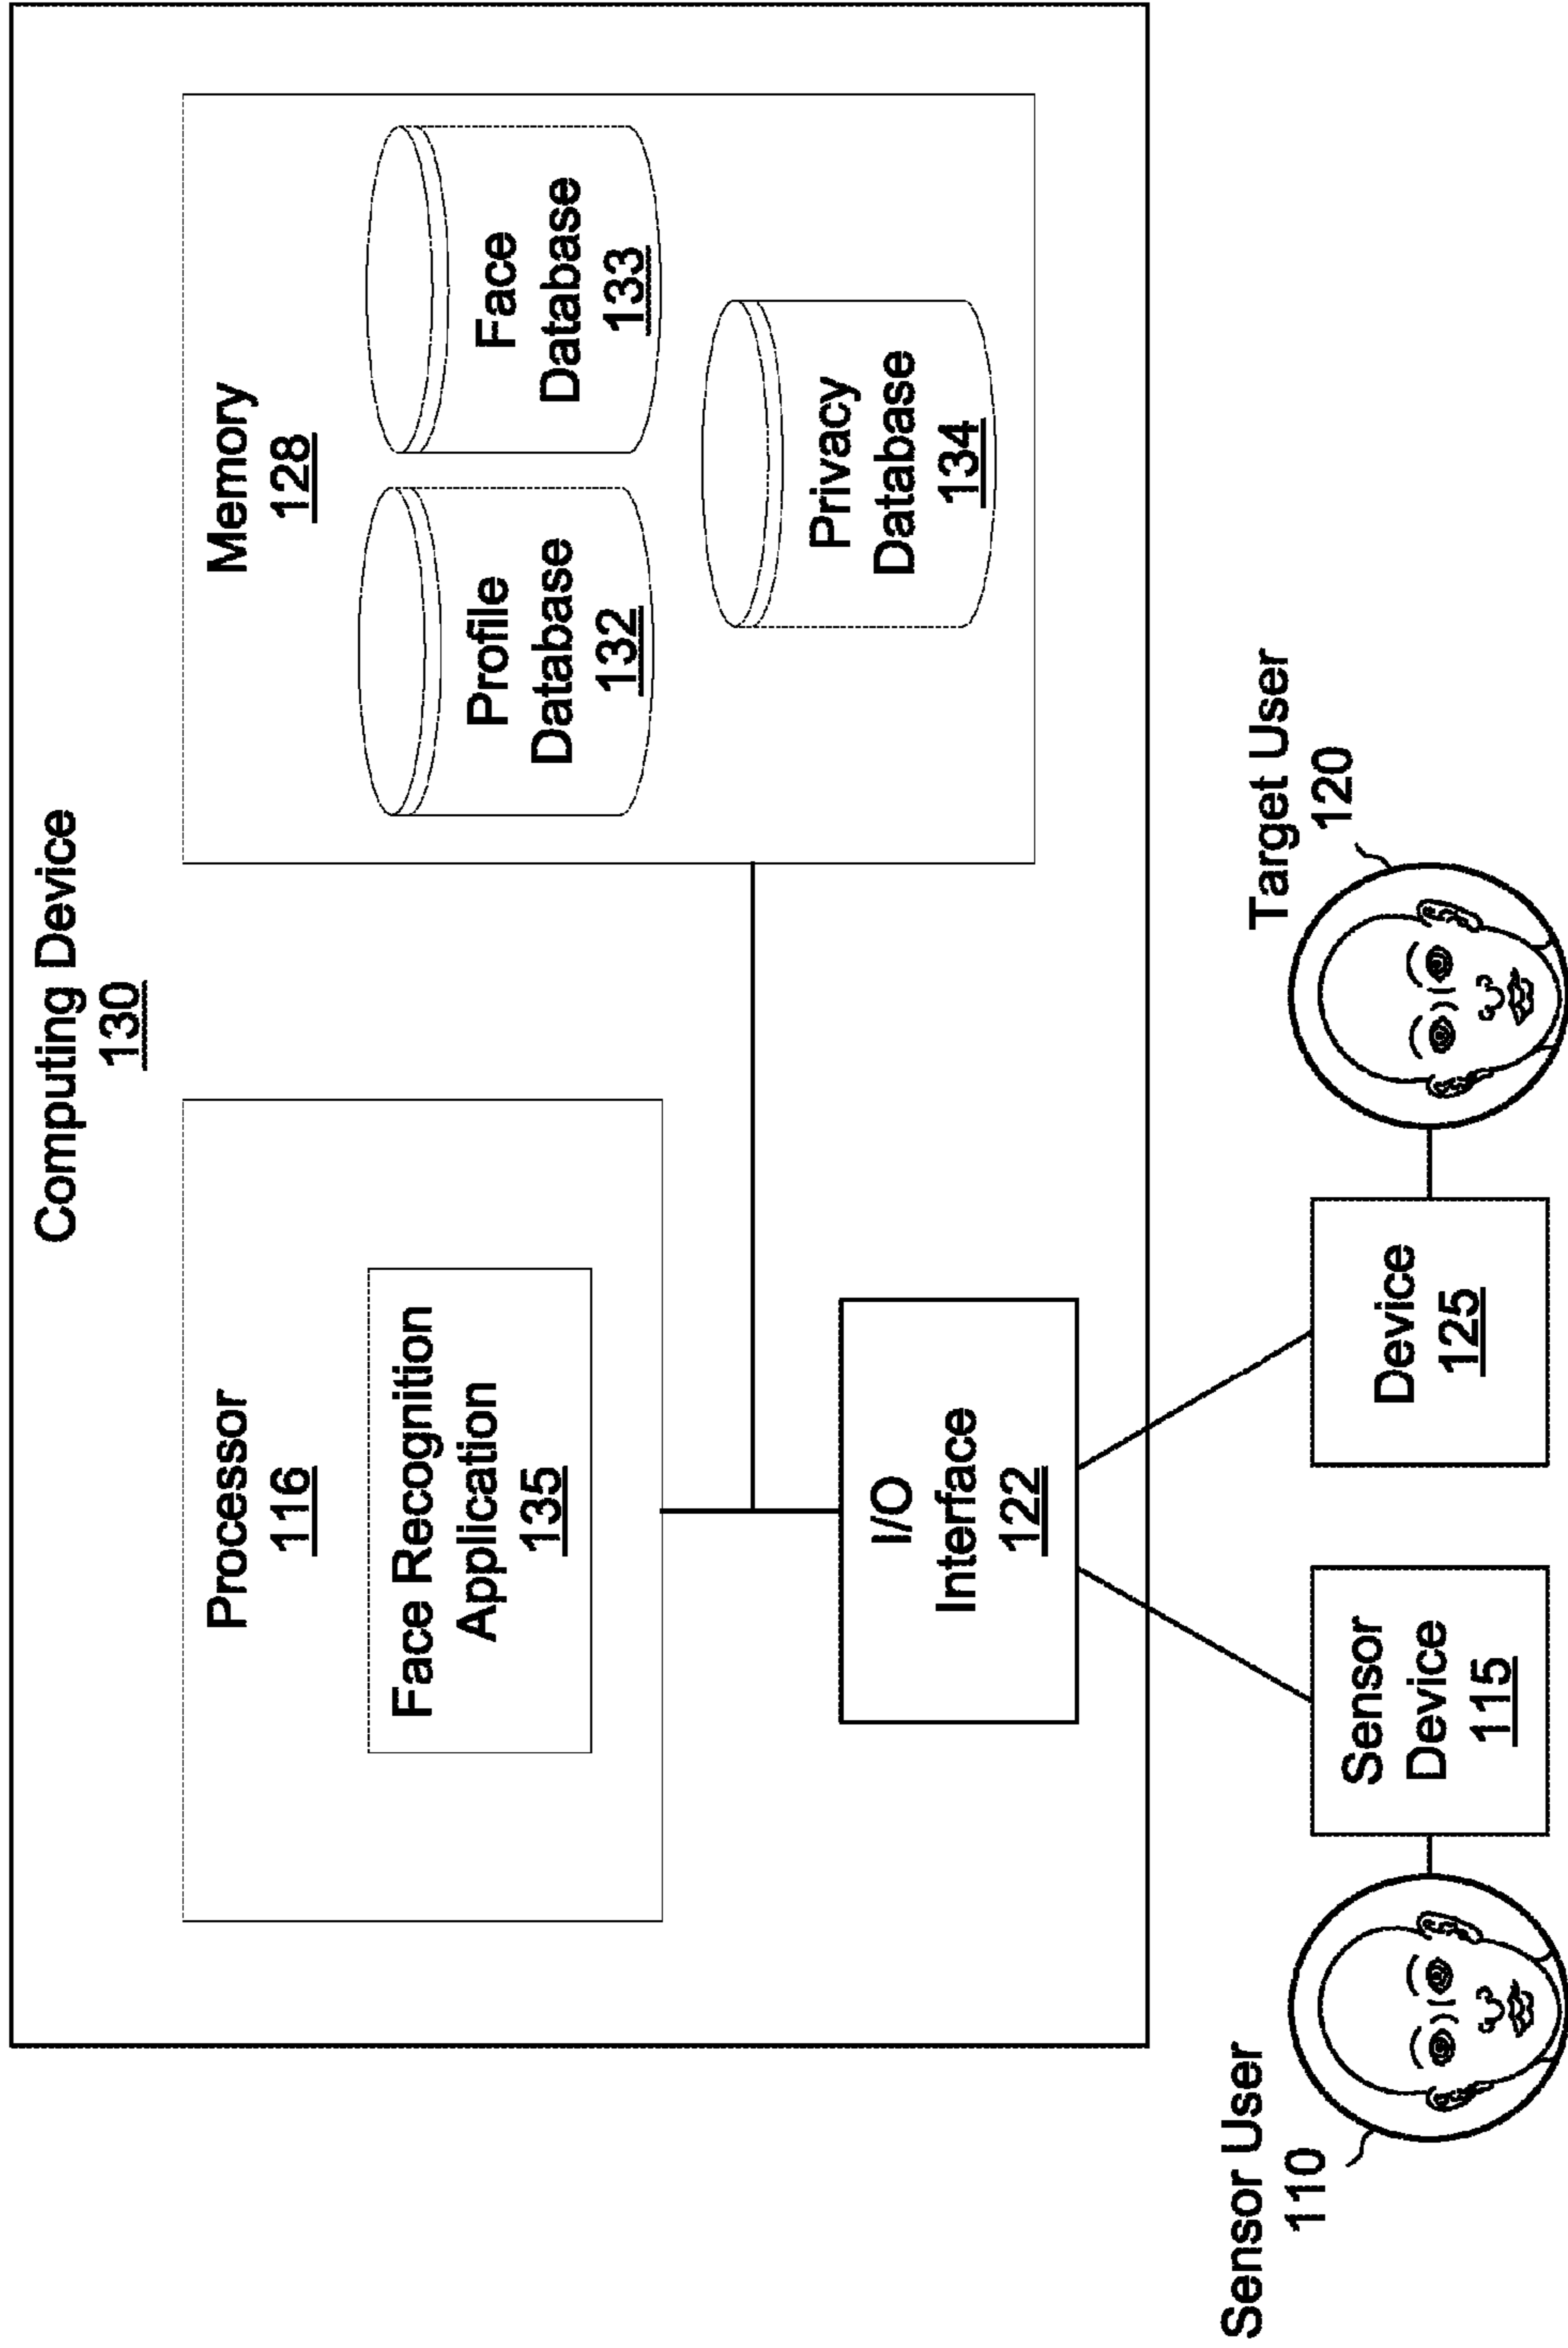 Computing Device
130
Processor
116
Face Recognition
Application
135
Memory
128
Profile
Database
132
Face
Database
133
Privacy
Database
134
I/O
Interface
122
Sensor User
110
Sensor
Device
115
Device
125
Target User
120